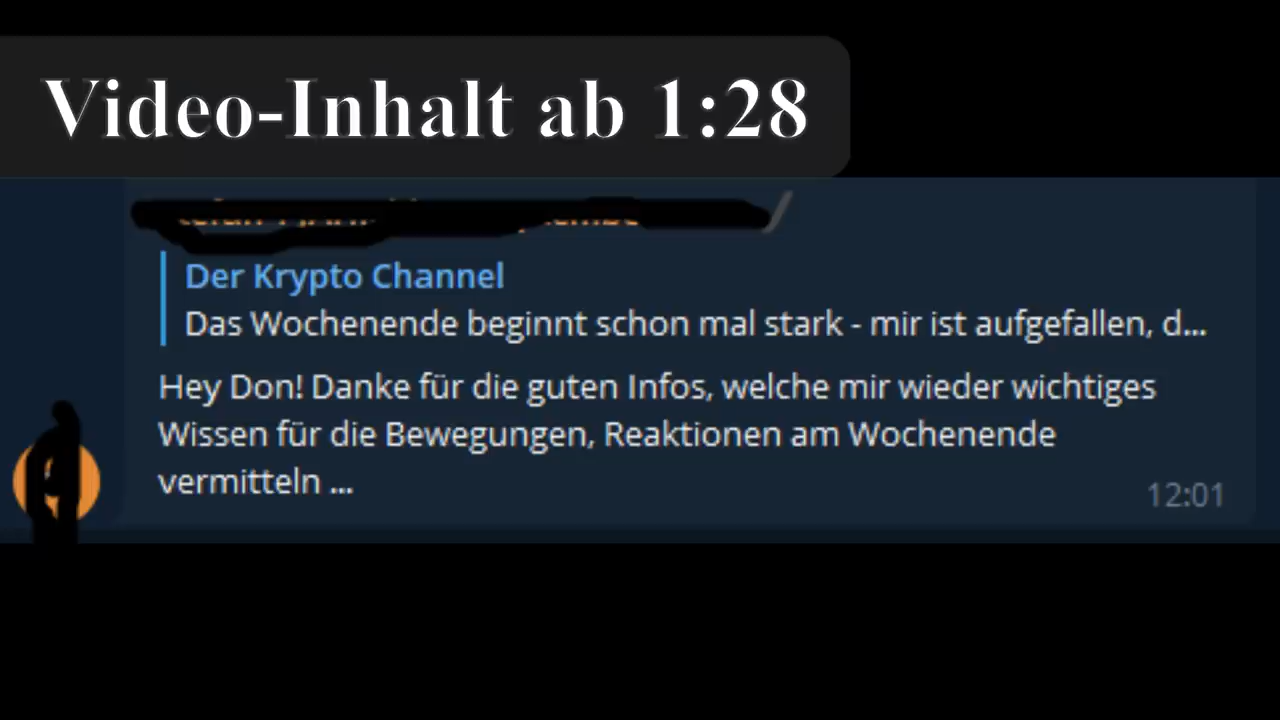 Video-Inhalt ab 1:28
Der Krypto Channel
Das Wochenende beginnt schon mal stark - mir ist aufgefallen, d...
Hey Don! Danke für die guten Infos, welche mir wieder wichtiges
Wissen für die Bewegungen, Reaktionen am Wochenende
vermitteln ...
12:01